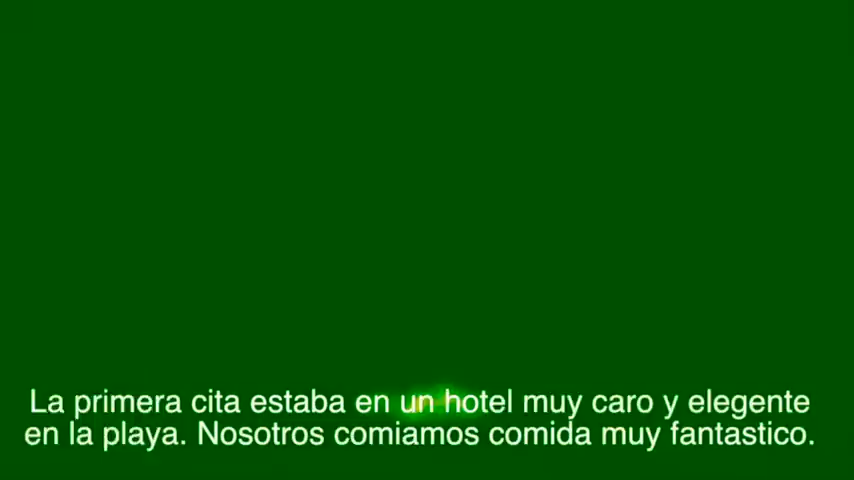 La primera cita estaba en un hotel muy caro y elegente
en la playa. Nosotros comiamos comida muy fantastico.